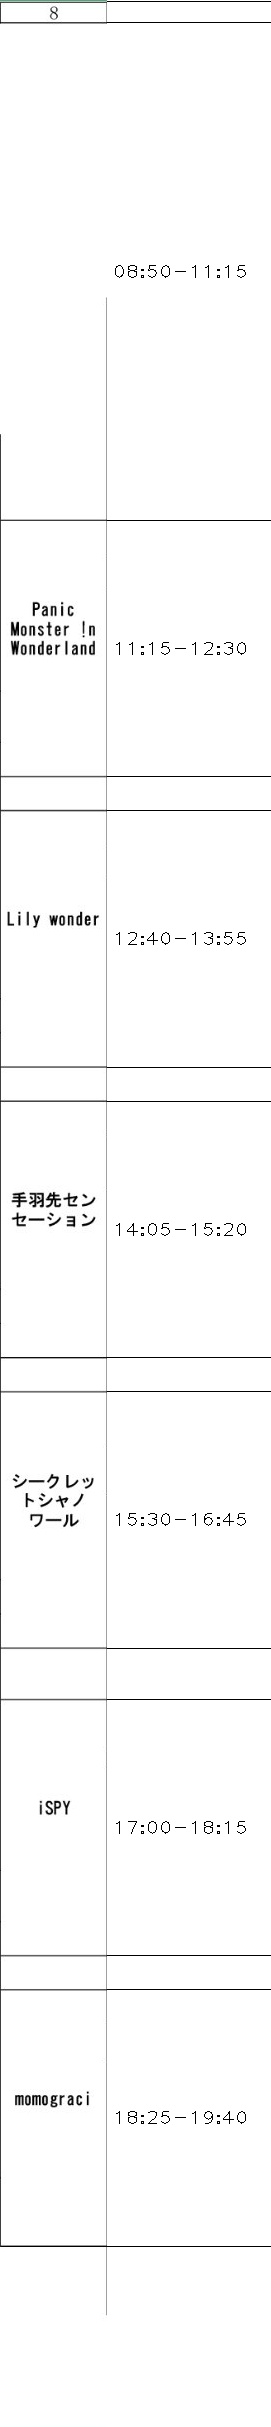 8
08:50-11:15
Panic
Monster !n
Wonderland
11:15-12:30
Lily wonder
12:40-13:55
手羽先セン
セーション
14:05-15:20
シークレッ
トシャノ
ワール
15:30-16:45
iSPY
17:00-18:15
momograci
18:25-19:40